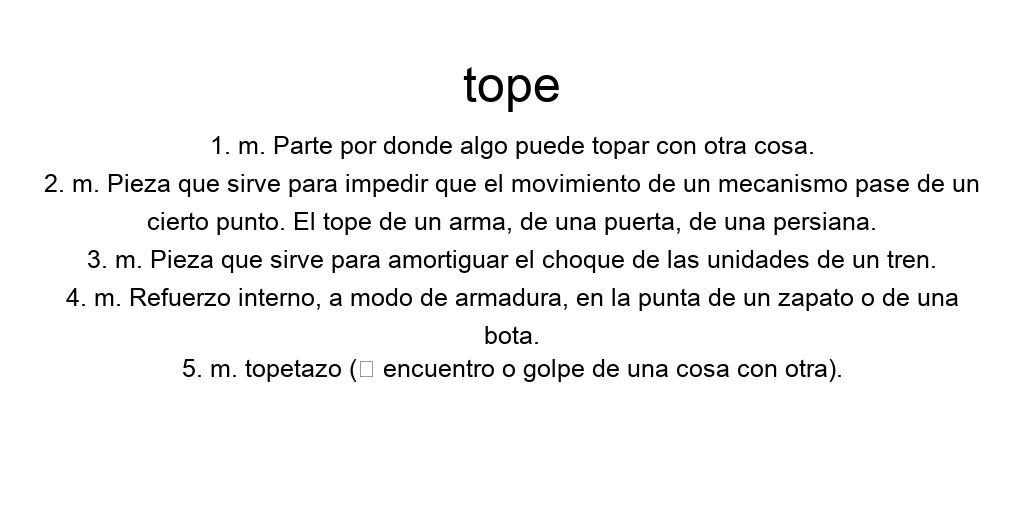 tope
1. m. Parte por donde algo puede topar con otra cosa.
2. m. Pieza que sirve para impedir que el movimiento de un mecanismo pase de un
cierto punto. El tope de un arma, de una puerta, de una persiana.
3. m. Pieza que sirve para amortiguar el choque de las unidades de un tren.
4. m. Refuerzo interno, a modo de armadura, en la punta de un zapato o de una
bota.
5. m. topetazo (□ encuentro o golpe de una cosa con otra).